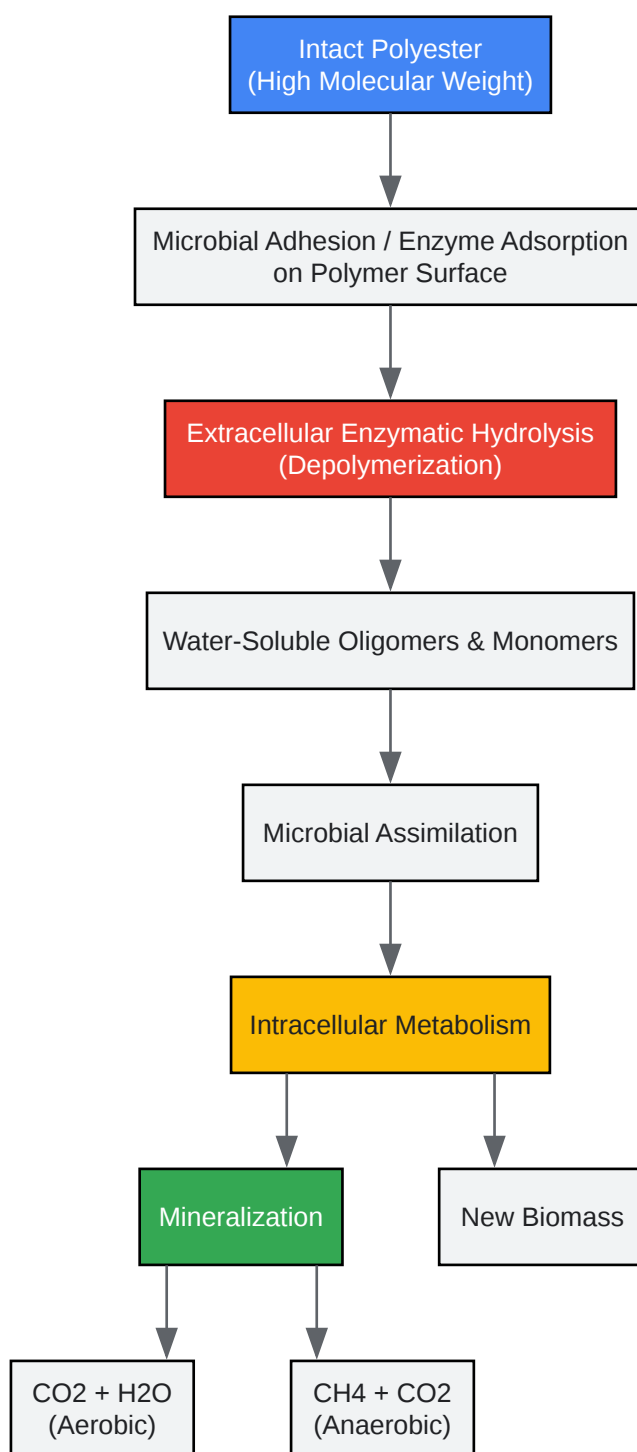 Intact Polyester
(High Molecular Weight)
Microbial Adhesion / Enzyme Adsorption
on Polymer Surface
Extracellular Enzymatic Hydrolysis
(Depolymerization)
Water-Soluble Oligomers & Monomers
Microbial Assimilation
Intracellular Metabolism
Mineralization
New Biomass
CO2 + H2O
(Aerobic)
CH4 + CO2
(Anaerobic)